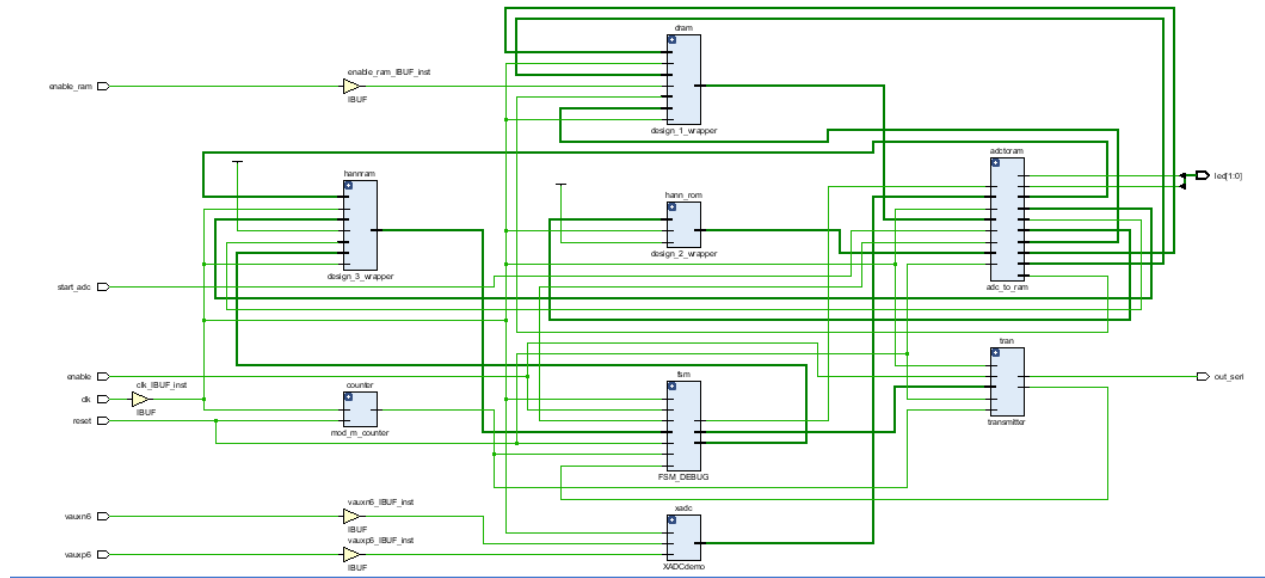 dram
enable_ram_IBUF_inst
enable_ram
IBUF
design_1_wrapper
adctoram
hannram
led[1:0]
hann_rom
design_3_wrapper
design_2_wrapper
start_adc
adc_to_ram
tran
enable
clk_IBUF_inst
counter
fsm
out_seri
clk
IBUF
reset
mod_m_counter
transmitter
FSM_DEBUG
vauxn6_IBUF_inst
xadc
vauxn6
IBUF
vauxp6_IBUF_inst
vauxp6
IBUF
XADCdemo